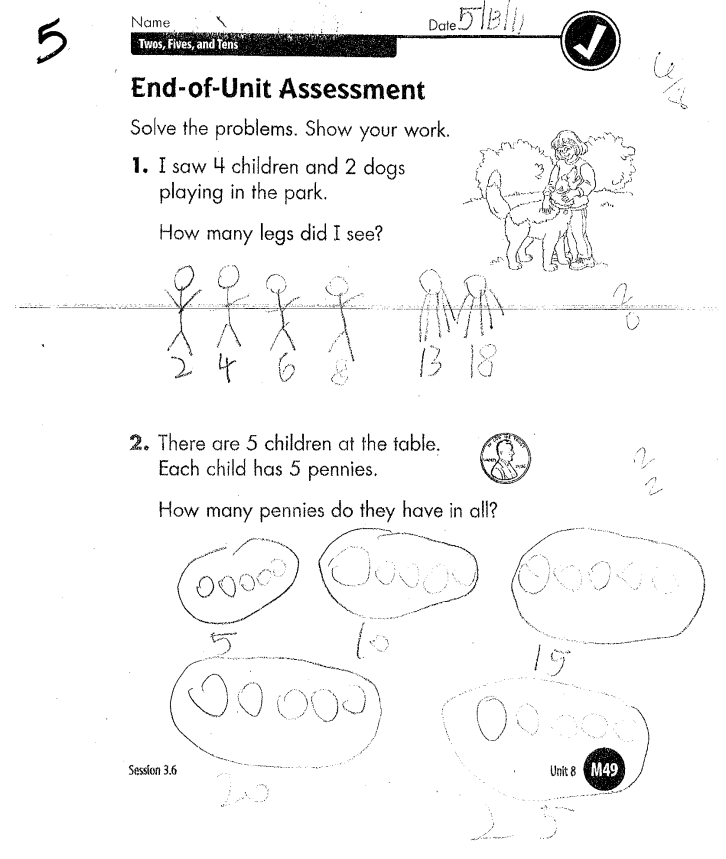 5
Name
Date 5/13/11
Twos, Fives, and Tens
End-of-Unit Assessment
Solve the problems. Show your work.
1. I saw 4 children and 2 dogs
playing in the park.
How many legs did I see?
2 4 6 8 13 18
2
0
2. There are 5 children at the table.
Each child has 5 pennies.
How many pennies do they have in all?
2
2
5 10 15
Session 3.6
Unit 8 M49
20
25